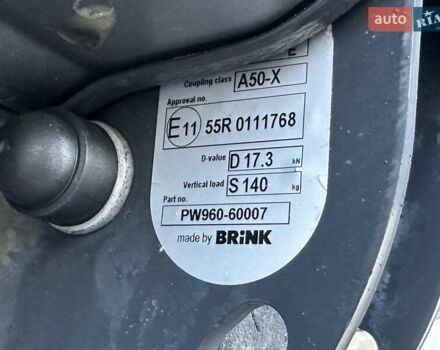 auto RIA
E
Coupling class A50-X
Approval no.
E11 55R 0111768
D-value D 17.3 kN
Vertical load S 140 kg
Part no.
PW960-60007
made by BRiNK